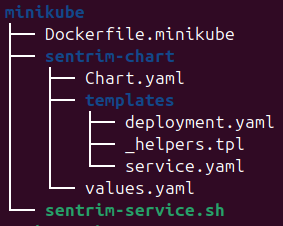 minikube
├── Dockerfile.minikube
├── sentrim-chart
│   ├── Chart.yaml
│   ├── templates
│   │   ├── deployment.yaml
│   │   ├── _helpers.tpl
│   │   └── service.yaml
│   └── values.yaml
└── sentrim-service.sh